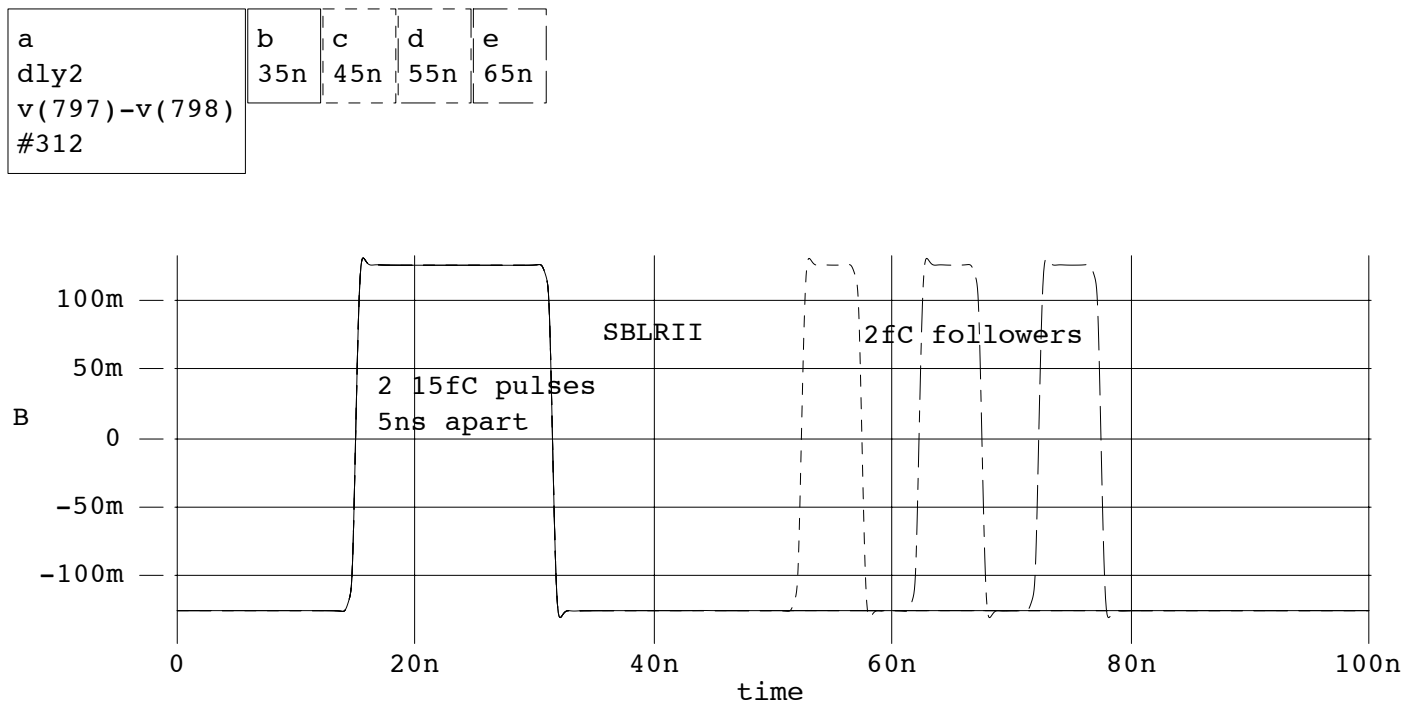 a
dly2
v(797)-v(798)
#312
b
35n
c
45n
d
55n
e
65n
100m
50m
B
0
-50m
-100m
SBLRII
2fC followers
2 15fC pulses
5ns apart
0 20n 40n 60n 80n 100n
time